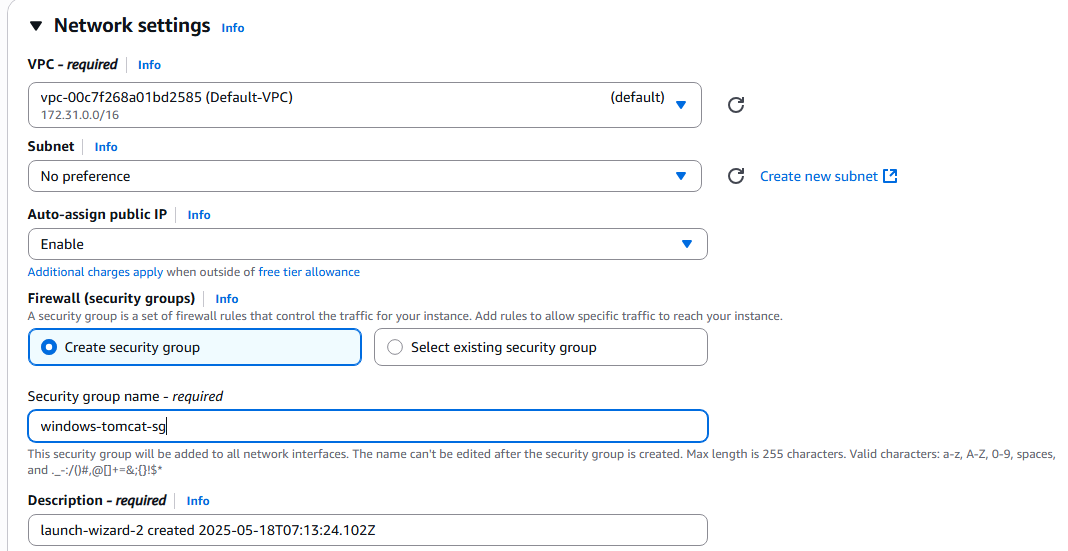 Network settings Info
VPC - required Info
vpc-00c7f268a01bd2585 (Default-VPC) (default)
172.31.0.0/16
Subnet Info
No preference
Create new subnet
Auto-assign public IP Info
Enable
Additional charges apply when outside of free tier allowance
Firewall (security groups) Info
A security group is a set of firewall rules that control the traffic for your instance. Add rules to allow specific traffic to reach your instance.
Create security group
Select existing security group
Security group name - required
windows-tomcat-sg
This security group will be added to all network interfaces. The name can't be edited after the security group is created. Max length is 255 characters. Valid characters: a-z, A-Z, 0-9, spaces,
and ._-:/()#,@[]+=&;{}!$*
Description - required Info
launch-wizard-2 created 2025-05-18T07:13:24.102Z